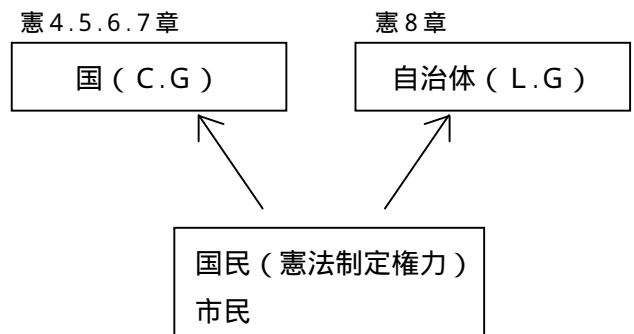 憲4.5.6.7章
憲8章
国（C.G）
自治体（L.G）
国民（憲法制定権力）
市民